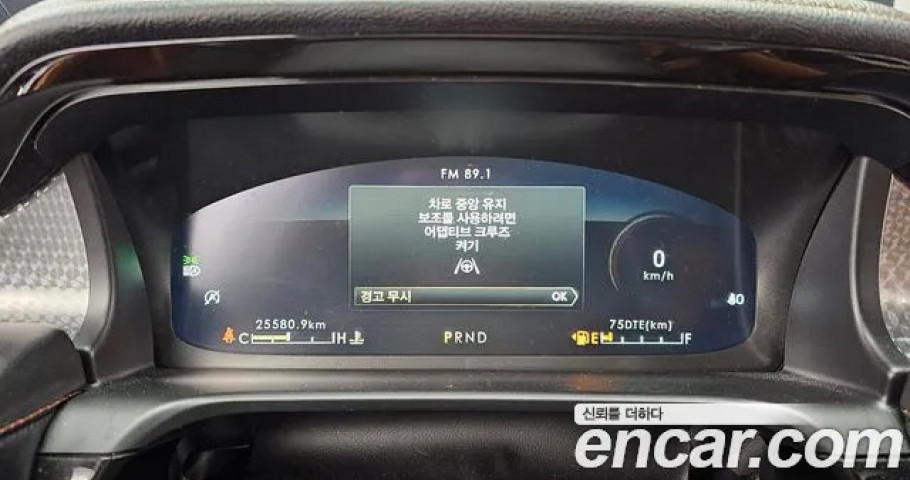 FM 89.1
차로 중앙 유지
보조를 사용하려면
어댑티브 크루즈
켜기
경고 무시 OK
0
km/h
25580.9km
75DTE(km)
C H
PRND
E F
신뢰를 더하다
encar.com